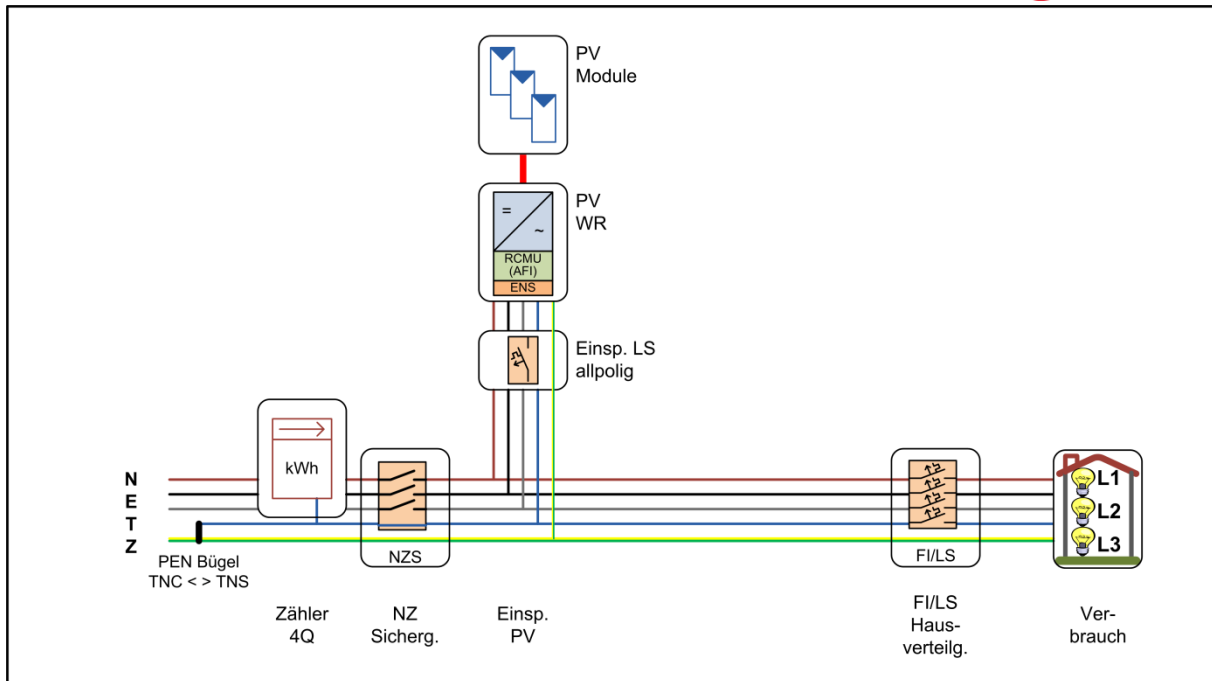 PV
Module
PV
WR
=
~
RCMU
(AFI)
ENS
Einsp. LS
allpolig
kWh
N
E
T
Z
L1
L2
L3
NZS
FI/LS
PEN Bügel
TNC < > TNS
Zähler
4Q
NZ
Sicherg.
Einsp.
PV
FI/LS
Haus-
verteilg.
Ver-
brauch